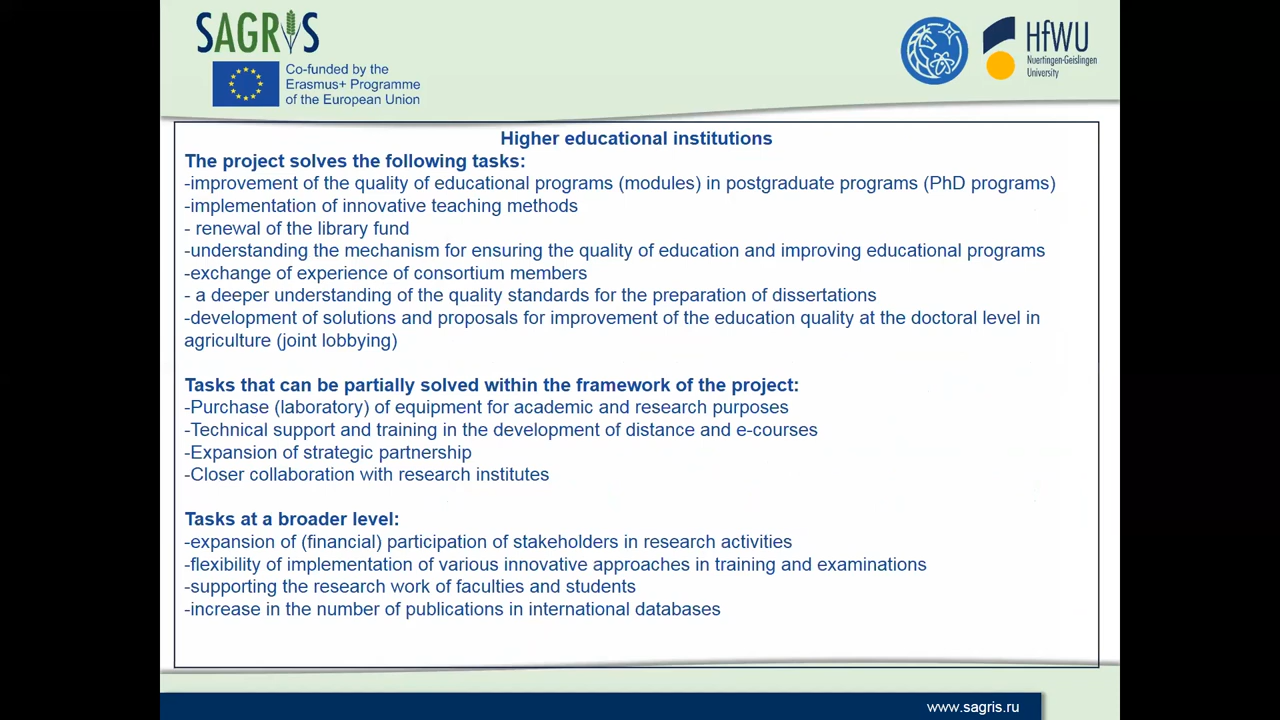 SAGRIS
Co-funded by the
Erasmus+ Programme
of the European Union
HfWU
Nuertingen-Geislingen
University
Higher educational institutions
The project solves the following tasks:
-improvement of the quality of educational programs (modules) in postgraduate programs (PhD programs)
-implementation of innovative teaching methods
- renewal of the library fund
-understanding the mechanism for ensuring the quality of education and improving educational programs
-exchange of experience of consortium members
- a deeper understanding of the quality standards for the preparation of dissertations
-development of solutions and proposals for improvement of the education quality at the doctoral level in
agriculture (joint lobbying)
Tasks that can be partially solved within the framework of the project:
-Purchase (laboratory) of equipment for academic and research purposes
-Technical support and training in the development of distance and e-courses
-Expansion of strategic partnership
-Closer collaboration with research institutes
Tasks at a broader level:
-expansion of (financial) participation of stakeholders in research activities
-flexibility of implementation of various innovative approaches in training and examinations
-supporting the research work of faculties and students
-increase in the number of publications in international databases
www.sagris.ru